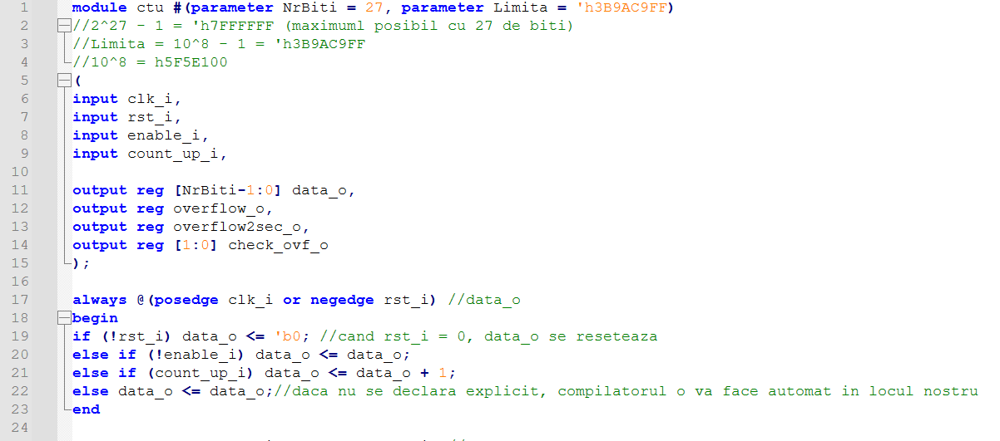 1 module ctu #(parameter NrBiti = 27, parameter Limita = 'h3B9AC9FF)
2 //2^27 - 1 = 'h7FFFFFF (maximuml posibil cu 27 de biti)
3 //Limita = 10^8 - 1 = 'h3B9AC9FF
4 //10^8 = h5F5E100
5 (
6 input clk_i,
7 input rst_i,
8 input enable_i,
9 input count_up_i,
10
11 output reg [NrBiti-1:0] data_o,
12 output reg overflow_o,
13 output reg overflow2sec_o,
14 output reg [1:0] check_ovf_o
15 );
16
17 always @(posedge clk_i or negedge rst_i) //data_o
18 begin
19 if (!rst_i) data_o <= 'b0; //cand rst_i = 0, data_o se reseteaza
20 else if (!enable_i) data_o <= data_o;
21 else if (count_up_i) data_o <= data_o + 1;
22 else data_o <= data_o;//daca nu se declara explicit, compilatorul o va face automat in locul nostru
23 end
24